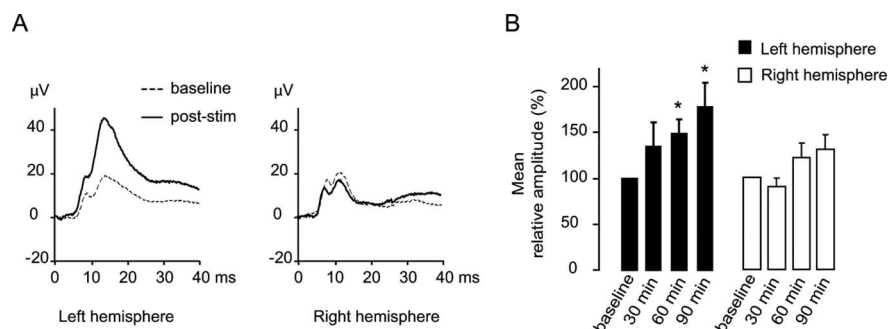 A
µV
40
20
0
-20
0
10
20
30
40 ms
Left hemisphere
baseline
post-stim
µV
40
20
0
-20
0
10
20
30
40 ms
Right hemisphere
B
Left hemisphere
Right hemisphere
Mean
relative amplitude (%)
200
150
100
50
0
*
*
baseline
30 min
60 min
90 min
baseline
30 min
60 min
90 min